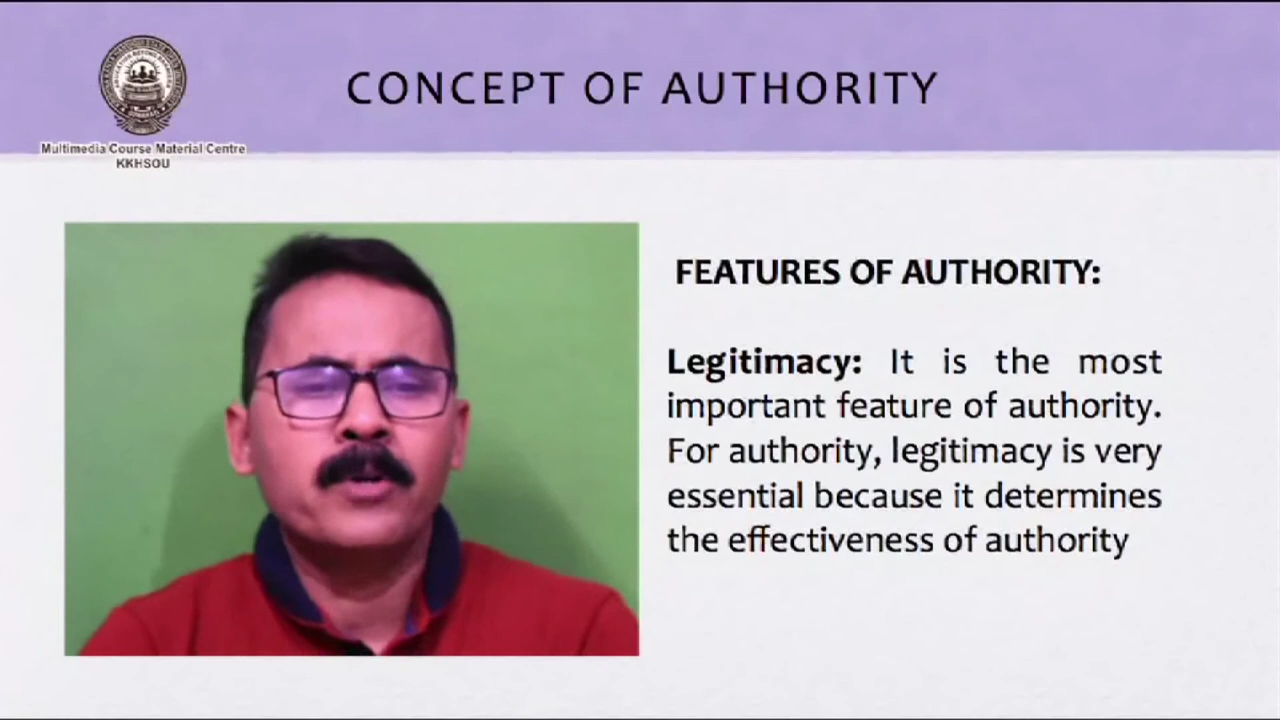 CONCEPT OF AUTHORITY
Multimedia Course Material Centre
KKHSOU
FEATURES OF AUTHORITY:
Legitimacy: It is the most
important feature of authority.
For authority, legitimacy is very
essential because it determines
the effectiveness of authority